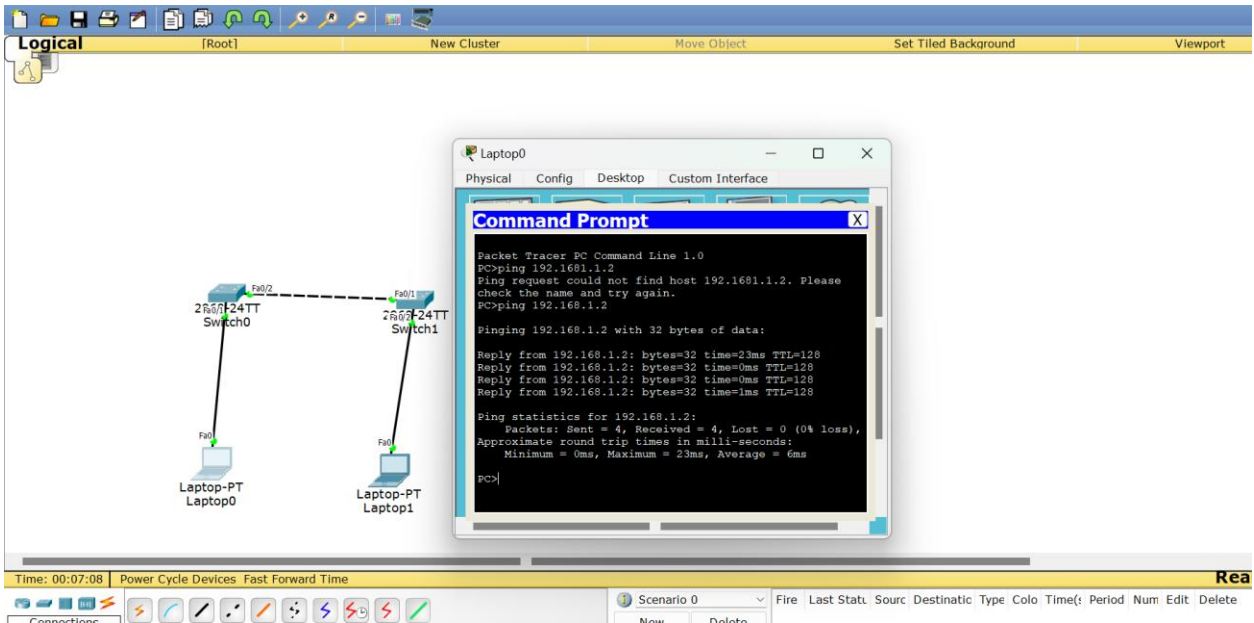 Logical [Root] New Cluster Move Object Set Tiled Background Viewport
Laptop0
Physical Config Desktop Custom Interface
Command Prompt X
Packet Tracer PC Command Line 1.0
PC>ping 192.1681.1.2
Ping request could not find host 192.1681.1.2. Please
check the name and try again.
PC>ping 192.168.1.2
Pinging 192.168.1.2 with 32 bytes of data:
Reply from 192.168.1.2: bytes=32 time=23ms TTL=128
Reply from 192.168.1.2: bytes=32 time=0ms TTL=128
Reply from 192.168.1.2: bytes=32 time=0ms TTL=128
Reply from 192.168.1.2: bytes=32 time=1ms TTL=128
Ping statistics for 192.168.1.2:
Packets: Sent = 4, Received = 4, Lost = 0 (0% loss),
Approximate round trip times in milli-seconds:
Minimum = 0ms, Maximum = 23ms, Average = 6ms
PC>
Fa0/2
Fa0/1
Fa0/1
-24TT
Switch0
Fa0/2
-24TT
Switch1
Fa0
Laptop-PT
Laptop0
Fa0
Laptop-PT
Laptop1
Time: 00:07:08 Power Cycle Devices Fast Forward Time Rea
Scenario 0 Fire Last Statu Sourc Destinatic Type Colo Time(s Period Num Edit Delete
Connections New Delete